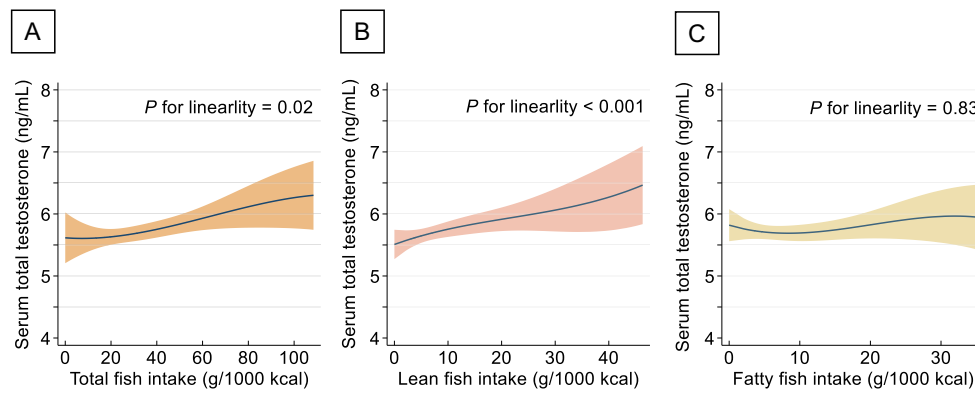 A
B
C
P for linearlity = 0.02
P for linearlity < 0.001
P for linearlity = 0.83
Serum total testosterone (ng/mL)
8
7
6
5
4
0 20 40 60 80 100
Total fish intake (g/1000 kcal)
Serum total testosterone (ng/mL)
8
7
6
5
4
0 10 20 30 40
Lean fish intake (g/1000 kcal)
Serum total testosterone (ng/mL)
8
7
6
5
4
0 10 20 30
Fatty fish intake (g/1000 kcal)